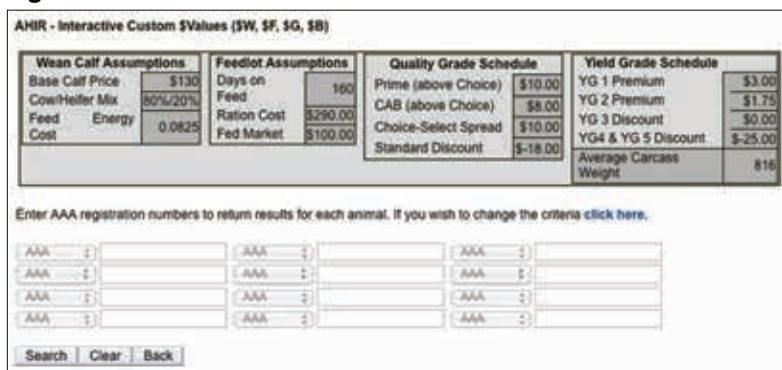 AHIR - Interactive Custom $Values ($W, $F, $G, $B)
Wean Calf Assumptions
Base Calf Price $130
Cow/Heifer Mix 80%/20%
Feed Energy Cost 0.0825
Feedlot Assumptions
Days on Feed 160
Ration Cost $290.00
Fed Market $100.00
Quality Grade Schedule
Prime (above Choice) $10.00
CAB (above Choice) $8.00
Choice-Select Spread $10.00
Standard Discount $-18.00
Yield Grade Schedule
YG 1 Premium $3.00
YG 2 Premium $1.75
YG 3 Discount $0.00
YG4 & YG 5 Discount $-25.00
Average Carcass Weight 816
Enter AAA registration numbers to return results for each animal. If you wish to change the criteria click here.
AAA AAA AAA
AAA AAA AAA
AAA AAA AAA
AAA AAA AAA
Search Clear Back